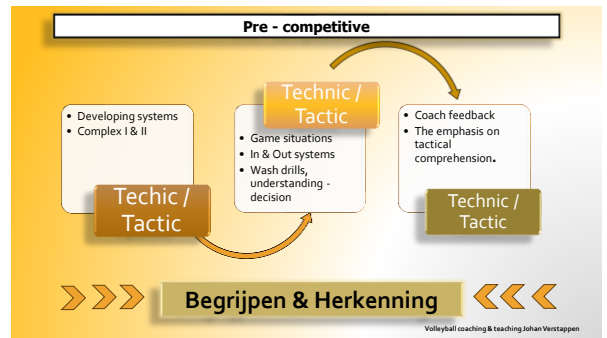 Pre - competitive
• Developing systems
• Complex I & II
Techic /
Tactic
Technic /
Tactic
• Game situations
• In & Out systems
• Wash drills,
understanding -
decision
• Coach feedback
• The emphasis on
tactical
comprehension.
Technic /
Tactic
Begrijpen & Herkenning
Volleyball coaching & teaching Johan Verstappen